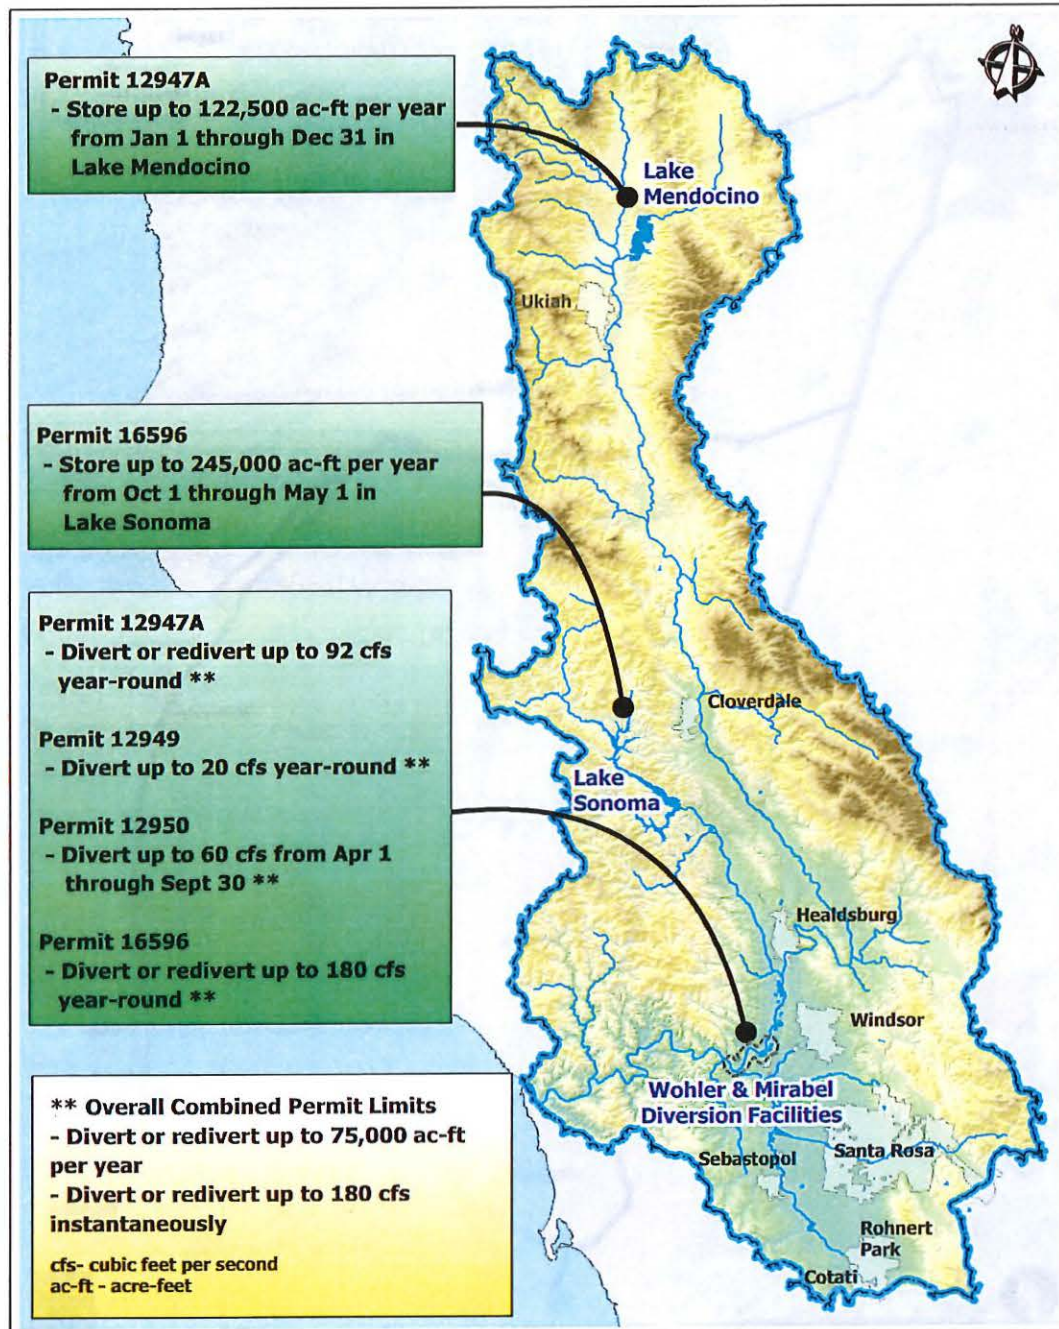 Permit 12947A
- Store up to 122,500 ac-ft per year
from Jan 1 through Dec 31 in
Lake Mendocino
Lake
Mendocino
Ukiah
Permit 16596
- Store up to 245,000 ac-ft per year
from Oct 1 through May 1 in
Lake Sonoma
Permit 12947A
- Divert or redivert up to 92 cfs
year-round **
Pemit 12949
- Divert up to 20 cfs year-round **
Permit 12950
- Divert up to 60 cfs from Apr 1
through Sept 30 **
Permit 16596
- Divert or redivert up to 180 cfs
year-round **
Cloverdale
Lake
Sonoma
Healdsburg
Windsor
Wohler & Mirabel
Diversion Facilities
Sebastopol
Santa Rosa
Rohnert
Park
Cotati
** Overall Combined Permit Limits
- Divert or redivert up to 75,000 ac-ft
per year
- Divert or redivert up to 180 cfs
instantaneously
cfs- cubic feet per second
ac-ft - acre-feet